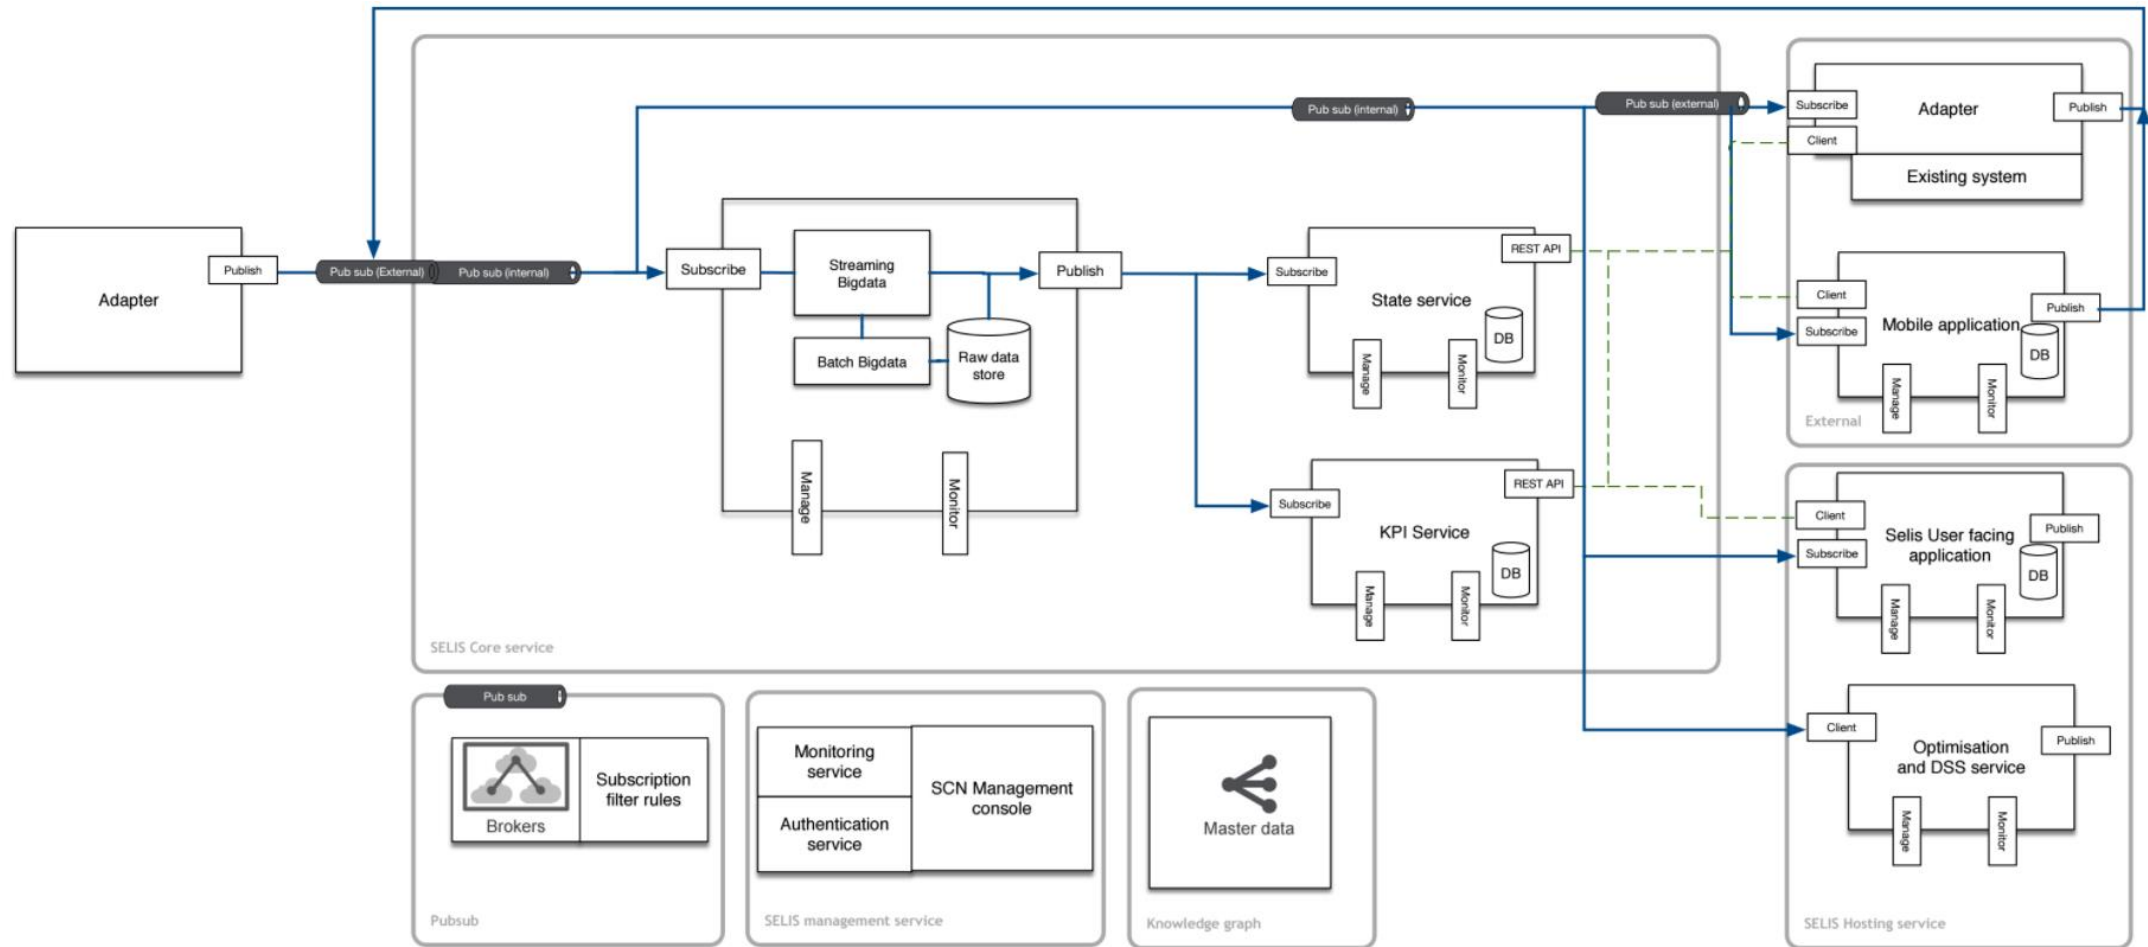 Adapter
Publish
Pub sub (External)
Pub sub (internal)
Subscribe
Streaming
Bigdata
Batch Bigdata
Raw data
store
Publish
Manage
Monitor
Pub sub (internal)
Pub sub (external)
Subscribe
REST API
State service
DB
Manage
Monitor
Subscribe
REST API
KPI Service
DB
Manage
Monitor
SELIS Core service
Subscribe
Client
Adapter
Publish
Existing system
Client
Subscribe
Mobile application
Publish
DB
Manage
Monitor
External
Client
Subscribe
Selis User facing
application
Publish
DB
Manage
Monitor
Client
Optimisation
and DSS service
Publish
Manage
Monitor
SELIS Hosting service
Pub sub
Brokers
Subscription
filter rules
Pubsub
Monitoring
service
Authentication
service
SCN Management
console
SELIS management service
Master data
Knowledge graph